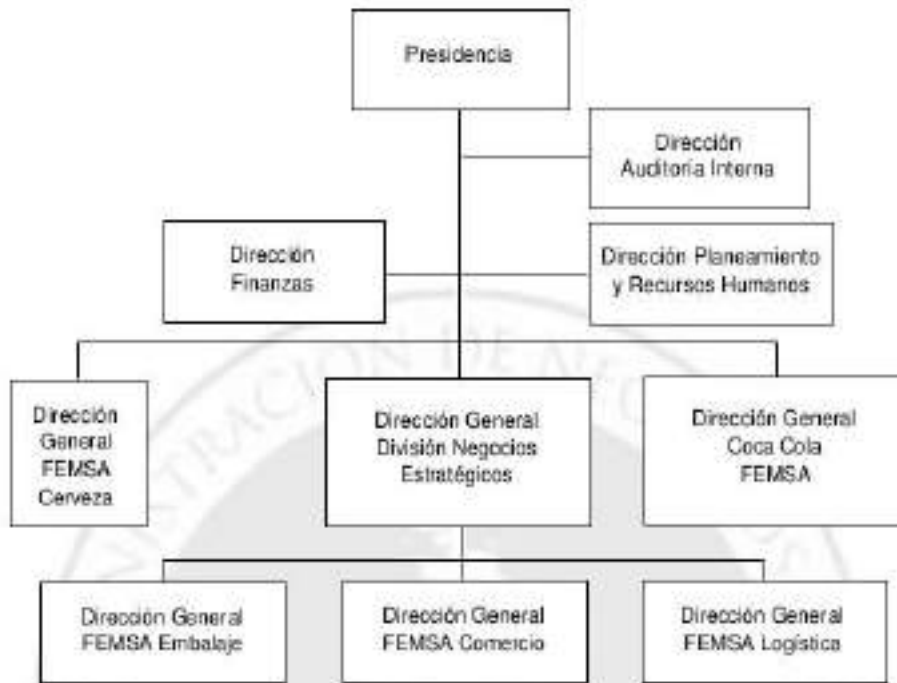 Presidencia
Dirección
Auditoría Interna
Dirección
Finanzas
Dirección Planeamiento
y Recursos Humanos
Dirección
General
FEMSA
Cerveza
Dirección General
División Negocios
Estratégicos
Dirección General
Coca Cola
FEMSA
Dirección General
FEMSA Embalaje
Dirección General
FEMSA Comercio
Dirección General
FEMSA Logística